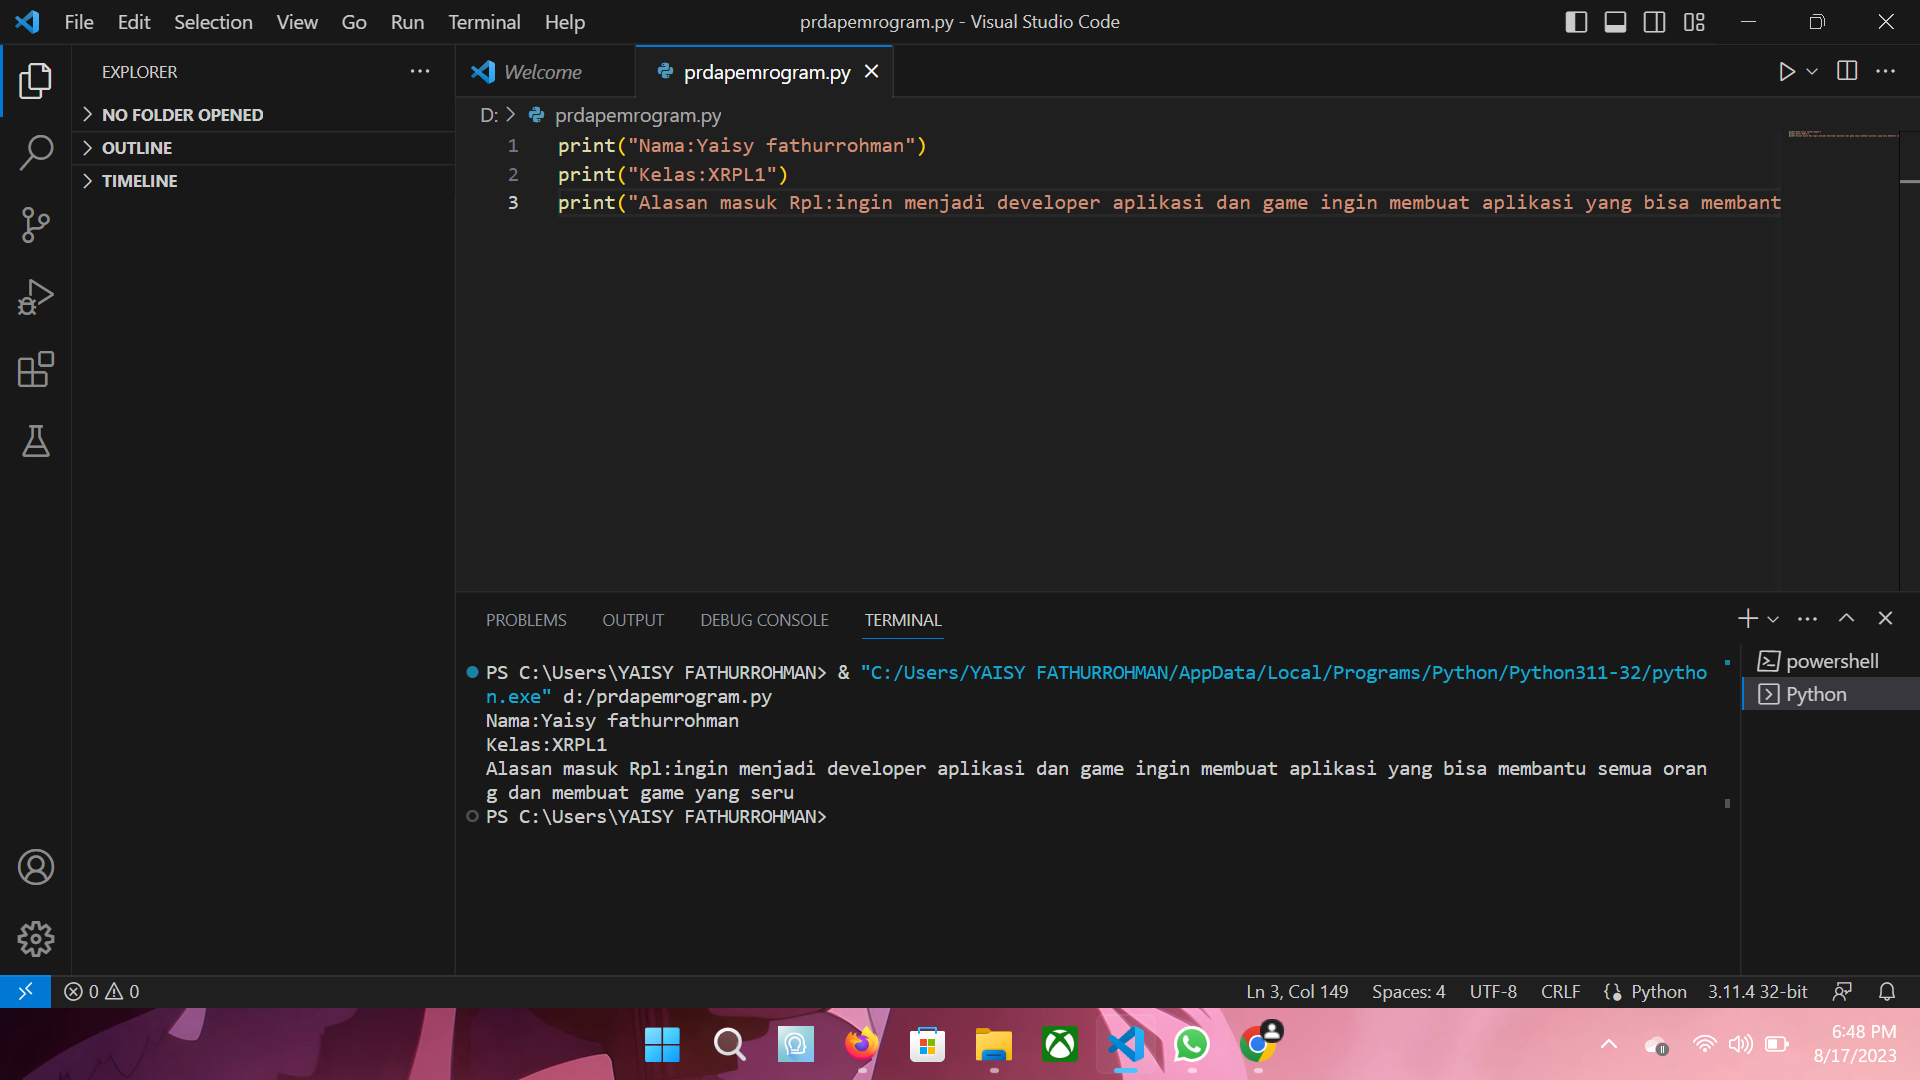 File Edit Selection View Go Run Terminal Help
prdapemrogram.py - Visual Studio Code
EXPLORER
NO FOLDER OPENED
OUTLINE
TIMELINE
Welcome
prdapemrogram.py
D: > prdapemrogram.py
1 print("Nama:Yaisy fathurrohman")
2 print("Kelas:XRPL1")
3 print("Alasan masuk Rpl:ingin menjadi developer aplikasi dan game ingin membuat aplikasi yang bisa membant
PROBLEMS OUTPUT DEBUG CONSOLE TERMINAL
PS C:\Users\YAISY FATHURROHMAN> & "C:/Users/YAISY FATHURROHMAN/AppData/Local/Programs/Python/Python311-32/pytho
n.exe" d:/prdapemrogram.py
Nama:Yaisy fathurrohman
Kelas:XRPL1
Alasan masuk Rpl:ingin menjadi developer aplikasi dan game ingin membuat aplikasi yang bisa membantu semua oran
g dan membuat game yang seru
PS C:\Users\YAISY FATHURROHMAN>
powershell
Python
0 0
Ln 3, Col 149 Spaces: 4 UTF-8 CRLF Python 3.11.4 32-bit
6:48 PM
8/17/2023